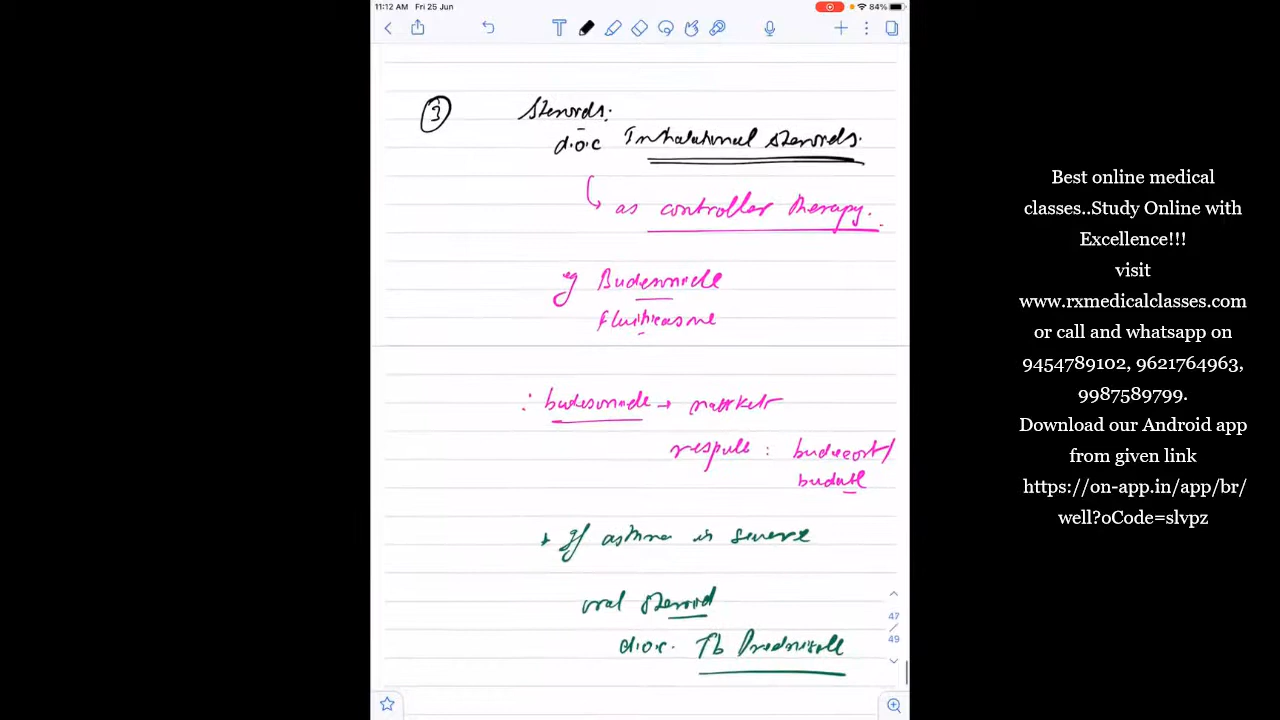 11:12 AM Fri 25 Jun
84%
3
Steroids:
d.o.c Inhalational steroids.
as controller therapy.
eg Budesonide
fluticasone
∴ budesonide → market
respule : budecort/
budate
+ If asthma is severe
oral steroid
d.o.c. Tb Prednisole
47
49
Best online medical
classes..Study Online with
Excellence!!!
visit
www.rxmedicalclasses.com
or call and whatsapp on
9454789102, 9621764963,
9987589799.
Download our Android app
from given link
https://on-app.in/app/br/
well?oCode=slvpz